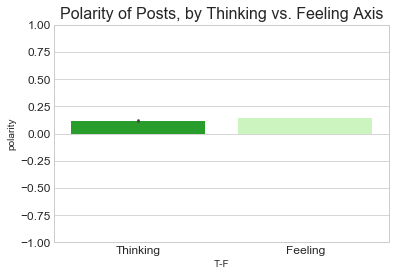 Polarity of Posts, by Thinking vs. Feeling Axis
1.00
0.75
0.50
0.25
0.00
−0.25
−0.50
−0.75
−1.00
polarity
Thinking
Feeling
T-F